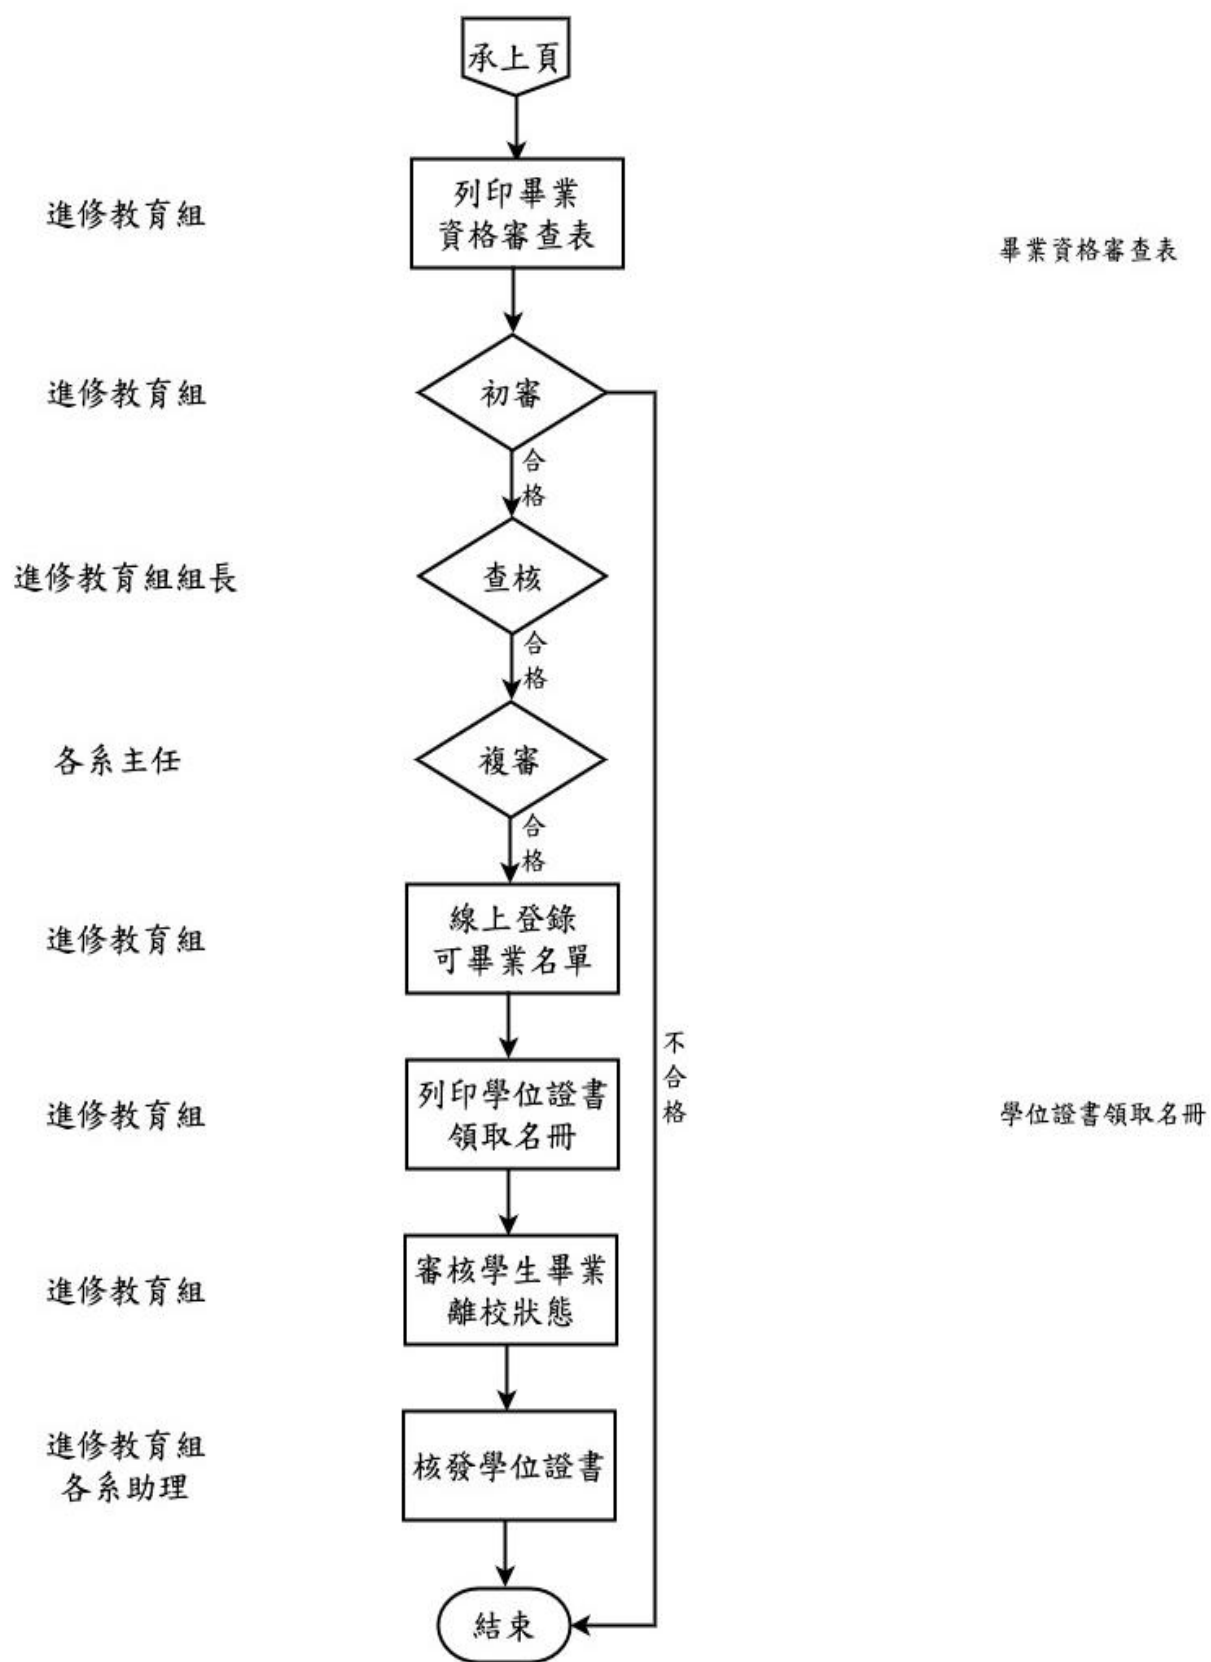 承上頁
進修教育組
列印畢業
資格審查表
畢業資格審查表
進修教育組
初審
合
格
進修教育組組長
查核
合
格
各系主任
複審
合
格
進修教育組
線上登錄
可畢業名單
不
合
格
進修教育組
列印學位證書
領取名冊
學位證書領取名冊
進修教育組
審核學生畢業
離校狀態
進修教育組
各系助理
核發學位證書
結束